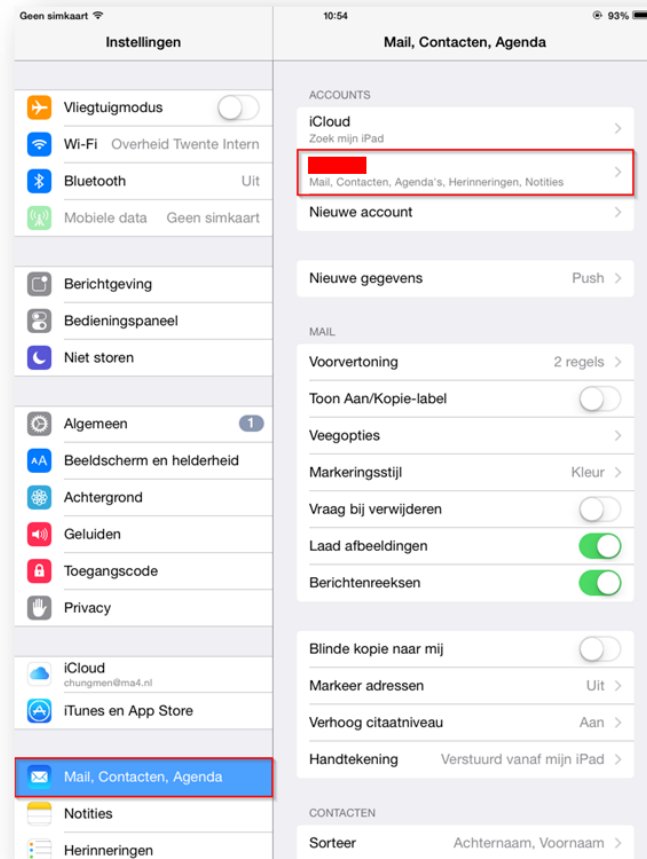 Geen simkaart
10:54
93%
Instellingen
Vliegtuigmodus
Wi-Fi Overheid Twente Intern
Bluetooth Uit
Mobiele data Geen simkaart
Berichtgeving
Bedieningspaneel
Niet storen
Algemeen 1
AA Beeldscherm en helderheid
Achtergrond
Geluiden
Toegangscode
Privacy
iCloud
chungmen@ma4.nl
iTunes en App Store
Mail, Contacten, Agenda
Notities
Herinneringen
Mail, Contacten, Agenda
ACCOUNTS
iCloud
Zoek mijn iPad
Mail, Contacten, Agenda's, Herinneringen, Notities
Nieuwe account
Nieuwe gegevens Push
MAIL
Voorvertoning 2 regels
Toon Aan/Kopie-label
Veegopties
Markeringsstijl Kleur
Vraag bij verwijderen
Laad afbeeldingen
Berichtenreeksen
Blinde kopie naar mij
Markeer adressen Uit
Verhoog citaatniveau Aan
Handtekening Verstuurd vanaf mijn iPad
CONTACTEN
Sorteer Achternaam, Voornaam